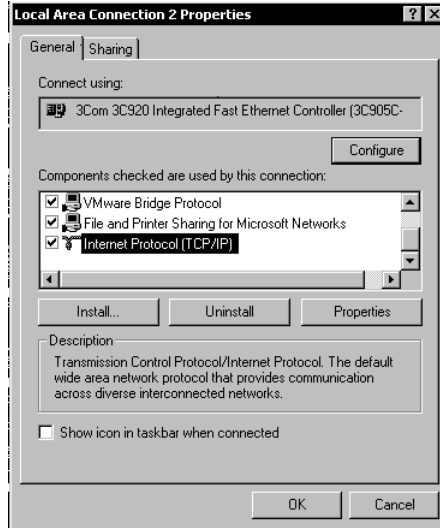 Local Area Connection 2 Properties
General
Sharing
Connect using:
3Com 3C920 Integrated Fast Ethernet Controller (3C905C-
Configure
Components checked are used by this connection:
VMware Bridge Protocol
File and Printer Sharing for Microsoft Networks
Internet Protocol (TCP/IP)
Install...
Uninstall
Properties
Description
Transmission Control Protocol/Internet Protocol. The default
wide area network protocol that provides communication
across diverse interconnected networks.
Show icon in taskbar when connected
OK
Cancel